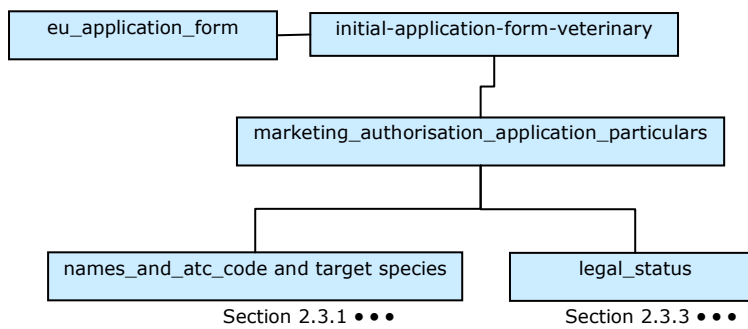 eu_application_form
initial-application-form-veterinary
marketing_authorisation_application_particulars
names_and_atc_code and target species
legal_status
Section 2.3.1 ●●●
Section 2.3.3 ●●●